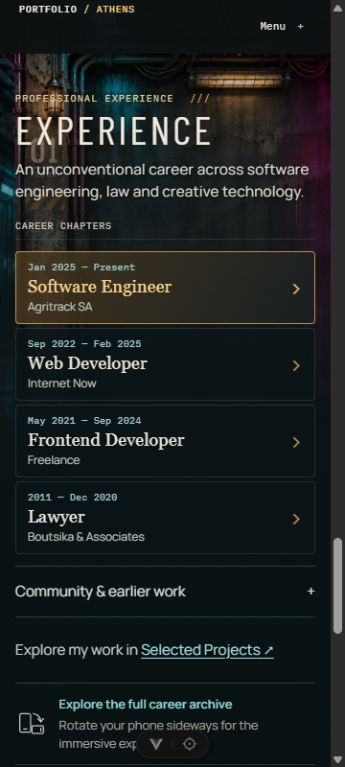 PORTFOLIO / ATHENS
Menu +
PROFESSIONAL EXPERIENCE ///
EXPERIENCE
01
An unconventional career across software
engineering, law and creative technology.
CAREER CHAPTERS
Jan 2025 — Present
Software Engineer
Agritrack SA
Sep 2022 — Feb 2025
Web Developer
Internet Now
May 2021 — Sep 2024
Frontend Developer
Freelance
2011 — Dec 2020
Lawyer
Boutsika & Associates
Community & earlier work +
Explore my work in Selected Projects ↗
Explore the full career archive
Rotate your phone sideways for the
immersive